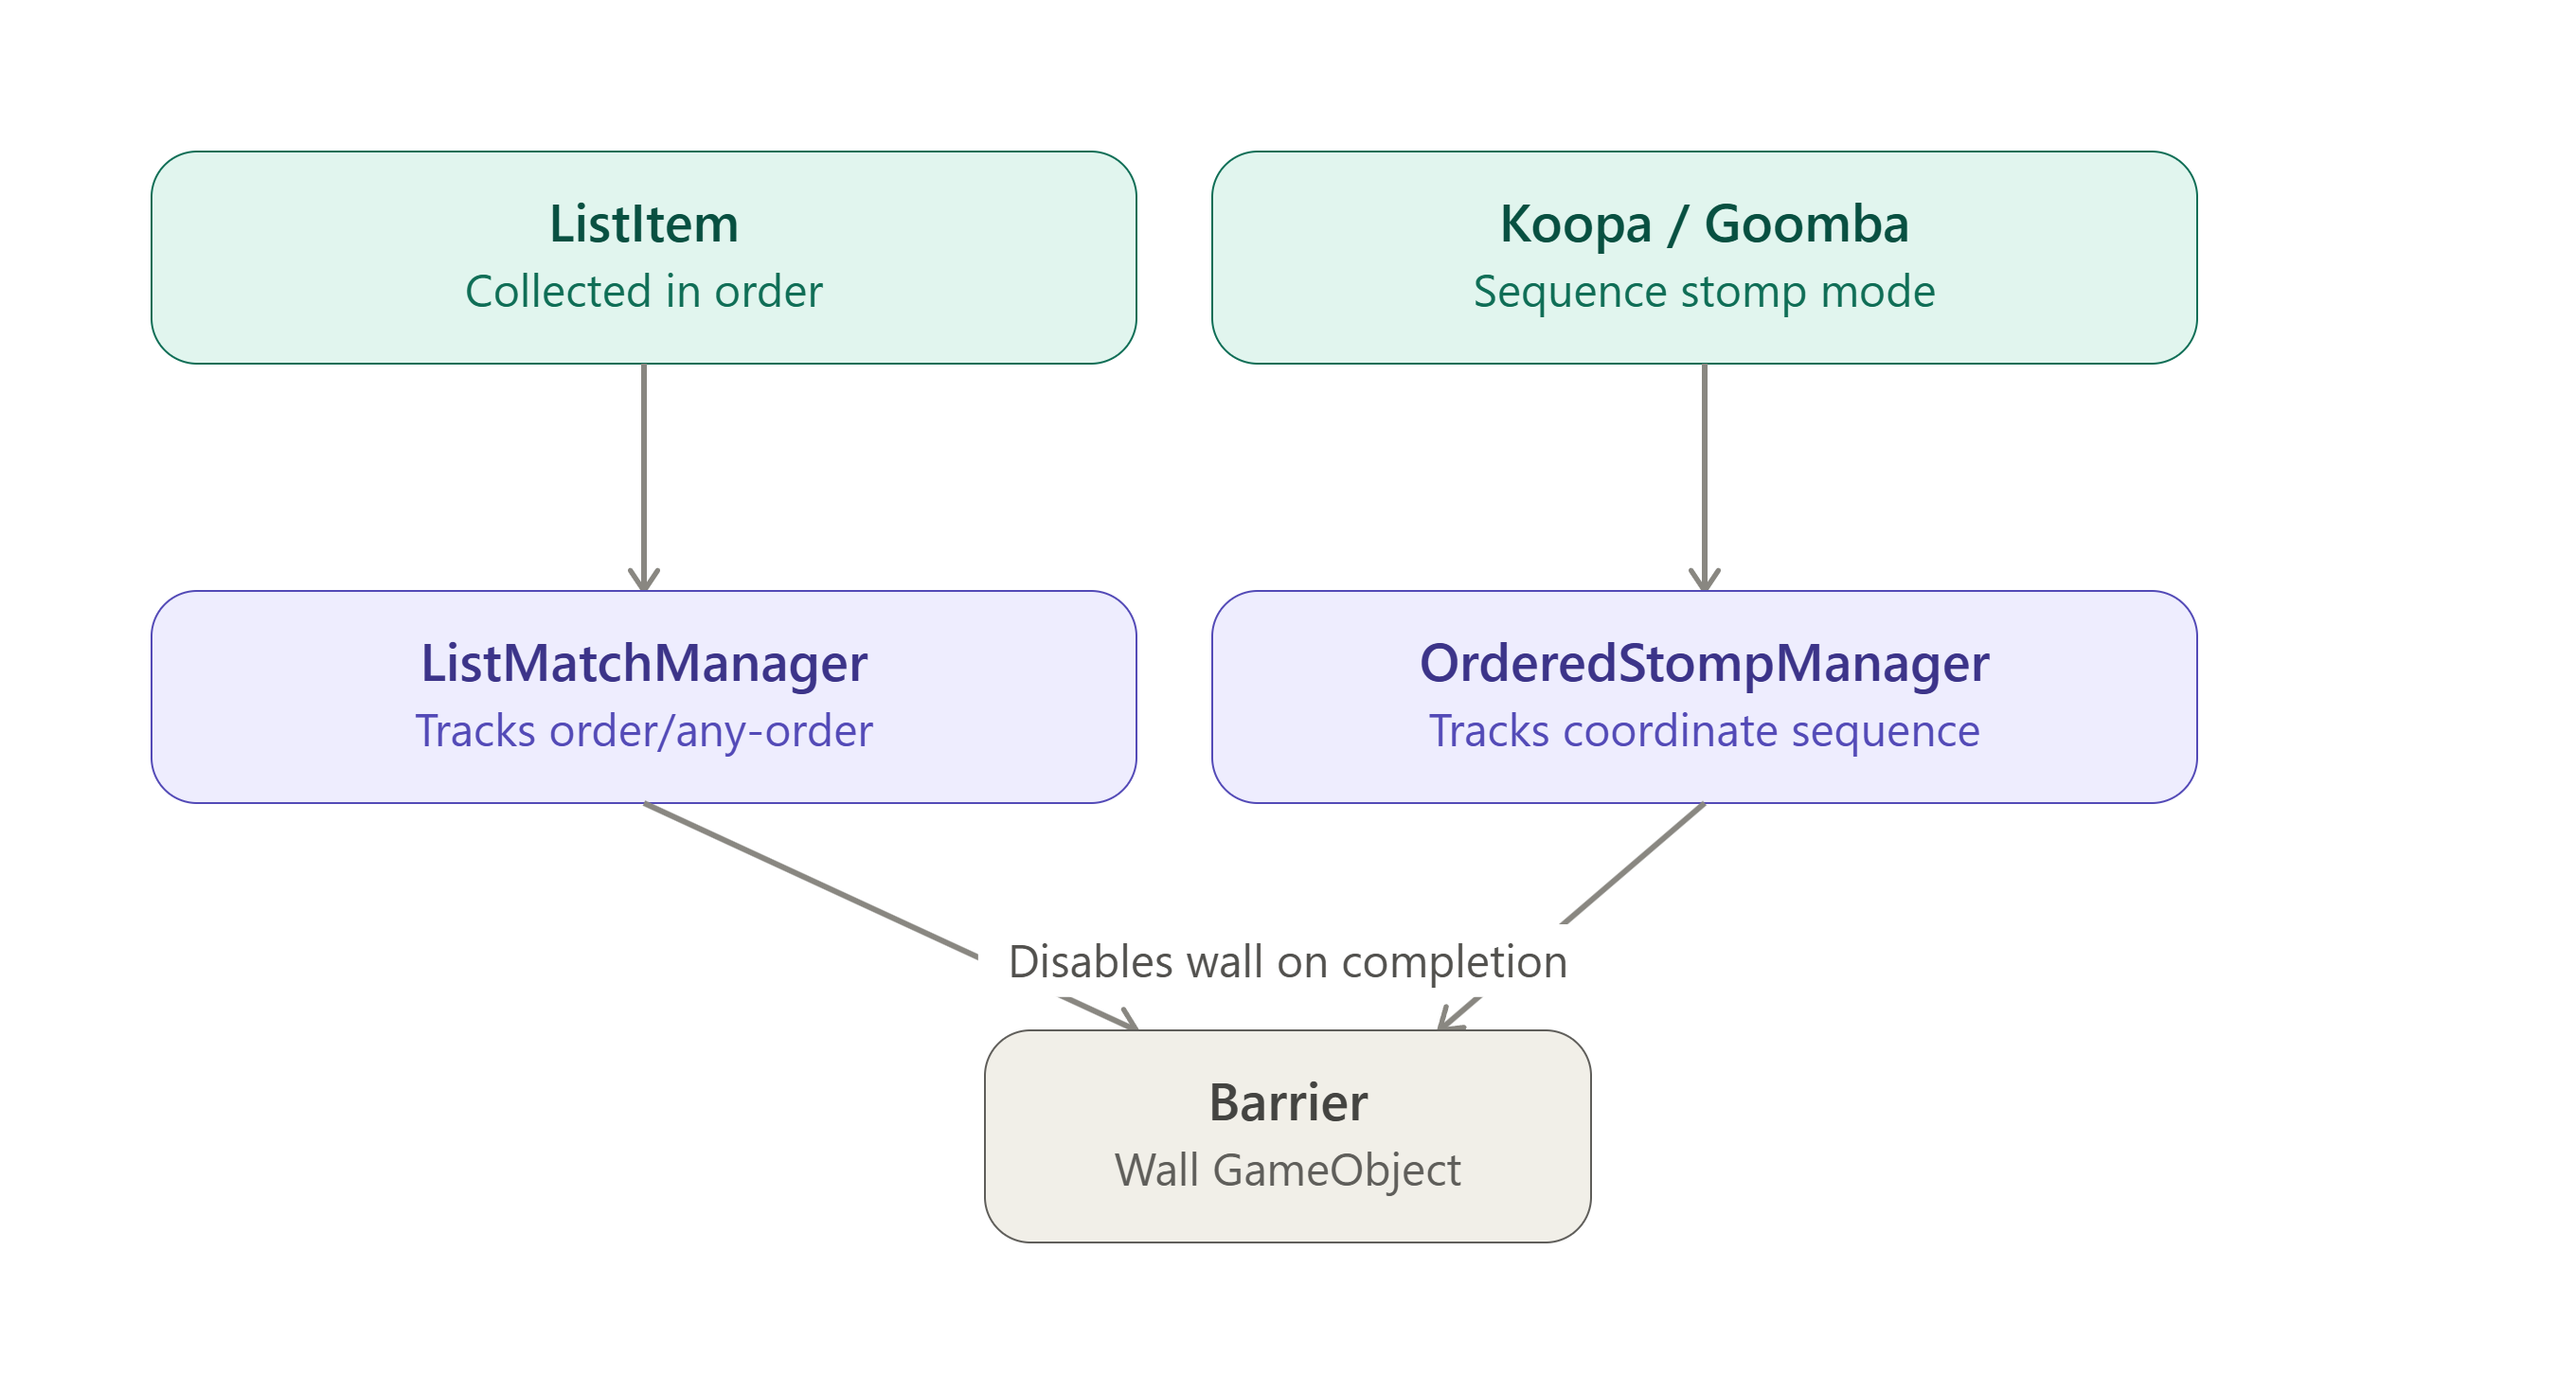 ListItem
Collected in order
Koopa / Goomba
Sequence stomp mode
ListMatchManager
Tracks order/any-order
OrderedStompManager
Tracks coordinate sequence
Disables wall on completion
Barrier
Wall GameObject